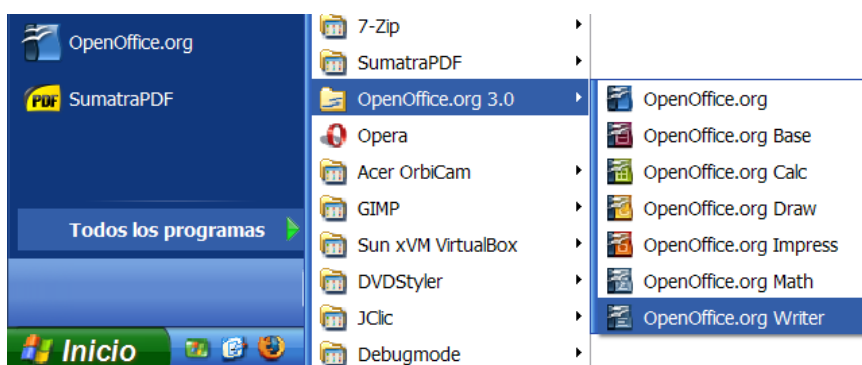 OpenOffice.org
PDF SumatraPDF
Todos los programas
Inicio
7-Zip
SumatraPDF
OpenOffice.org 3.0
Opera
Acer OrbiCam
GIMP
Sun xVM VirtualBox
DVDStyler
JClic
Debugmode
OpenOffice.org
OpenOffice.org Base
OpenOffice.org Calc
OpenOffice.org Draw
OpenOffice.org Impress
OpenOffice.org Math
OpenOffice.org Writer